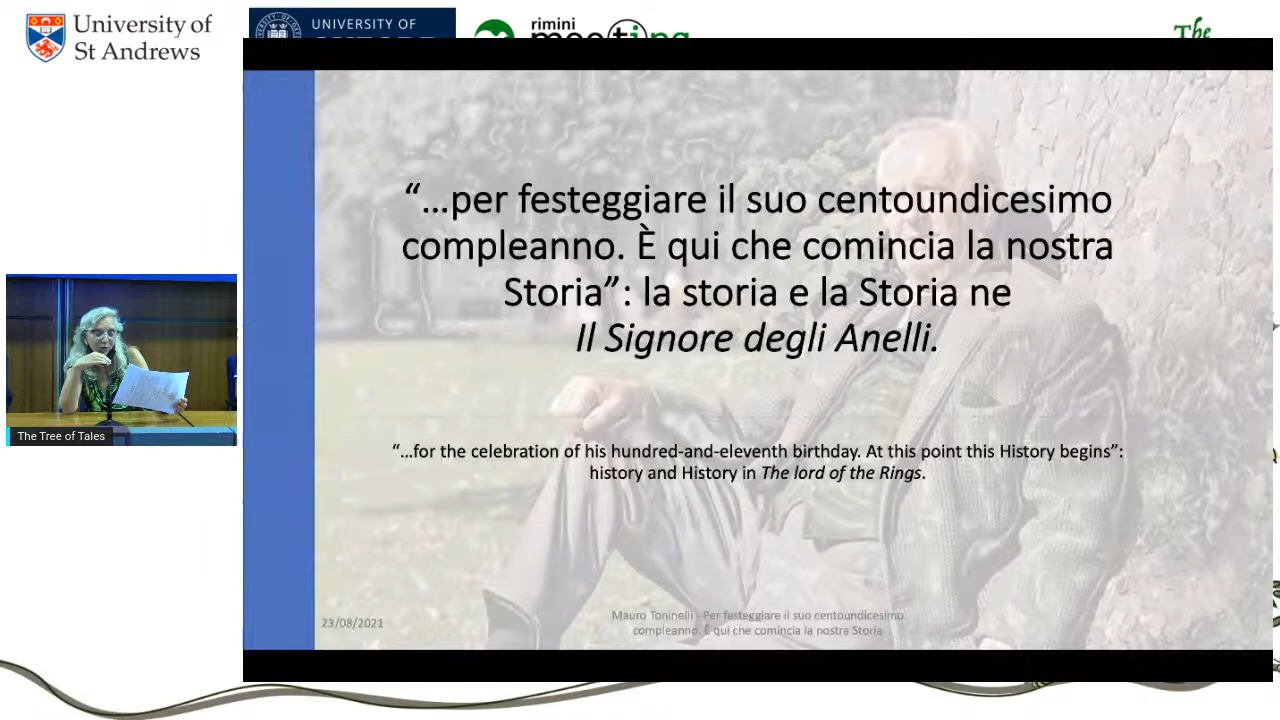 University of
St Andrews
UNIVERSITY OF
rimini
meeting
The
“…per festeggiare il suo centoundicesimo
compleanno. È qui che comincia la nostra
Storia”: la storia e la Storia ne
Il Signore degli Anelli.
“…for the celebration of his hundred-and-eleventh birthday. At this point this History begins”:
history and History in The lord of the Rings.
The Tree of Tales
23/08/2021
Mauro Toninelli - Per festeggiare il suo centoundicesimo
compleanno. È qui che comincia la nostra Storia